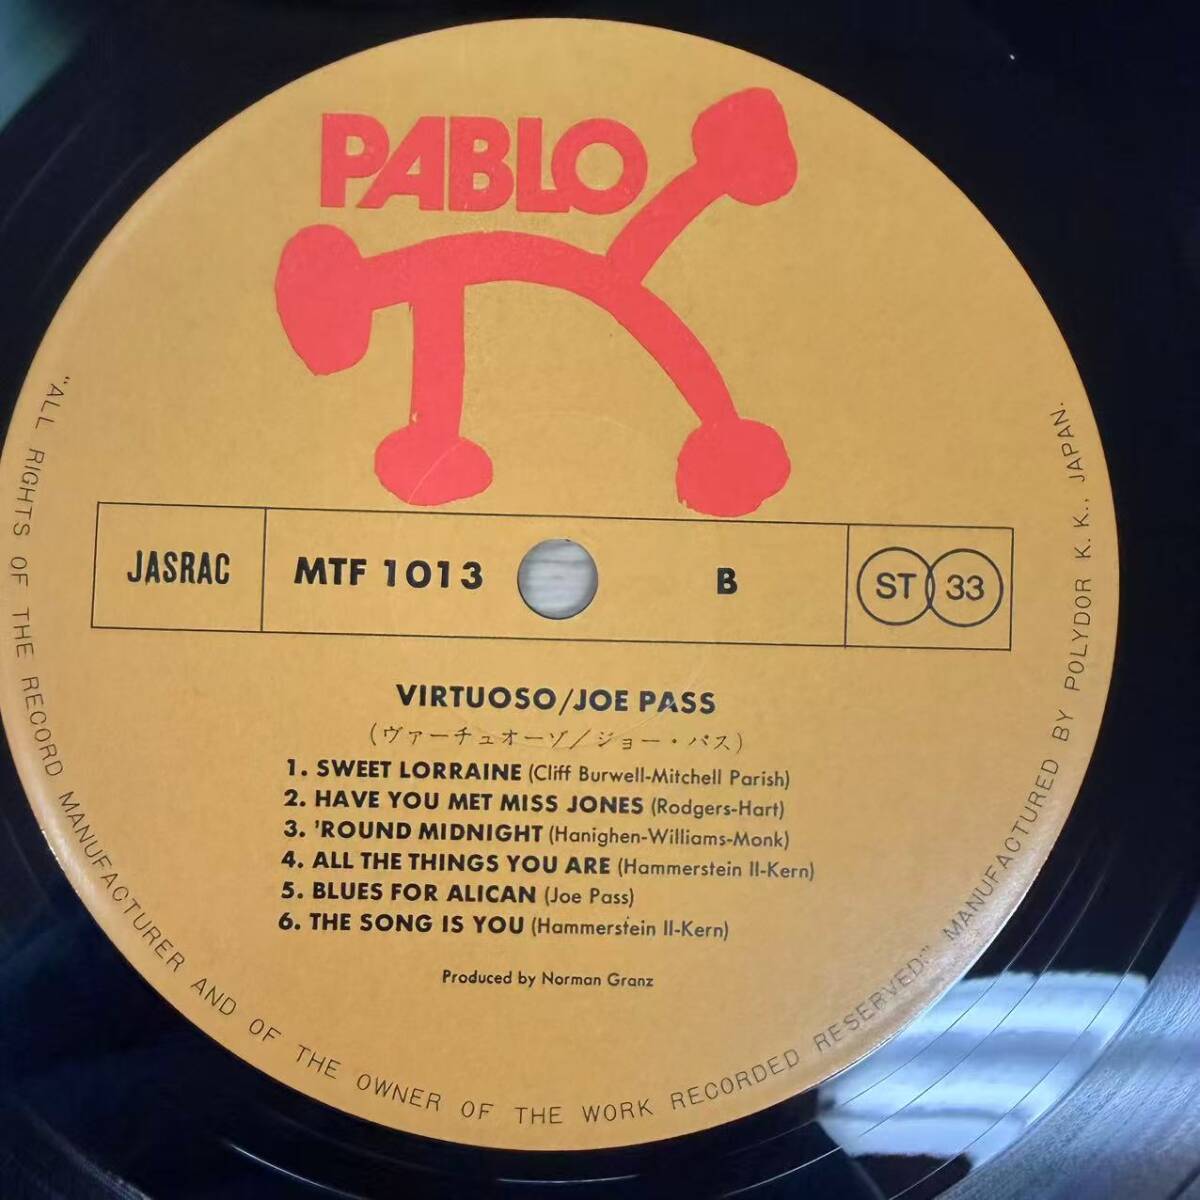 PABLO
JASRAC
MTF 1013
B
ST 33
VIRTUOSO/JOE PASS
(ヴァーチュオーゾ/ジョー・パス)
1. SWEET LORRAINE (Cliff Burwell-Mitchell Parish)
2. HAVE YOU MET MISS JONES (Rodgers-Hart)
3. 'ROUND MIDNIGHT (Hanighen-Williams-Monk)
4. ALL THE THINGS YOU ARE (Hammerstein II-Kern)
5. BLUES FOR ALICAN (Joe Pass)
6. THE SONG IS YOU (Hammerstein II-Kern)
Produced by Norman Granz
"ALL RIGHTS OF THE RECORD MANUFACTURER AND OF THE OWNER OF THE WORK RECORDED RESERVED." MANUFACTURED BY POLYDOR K. K., JAPAN.